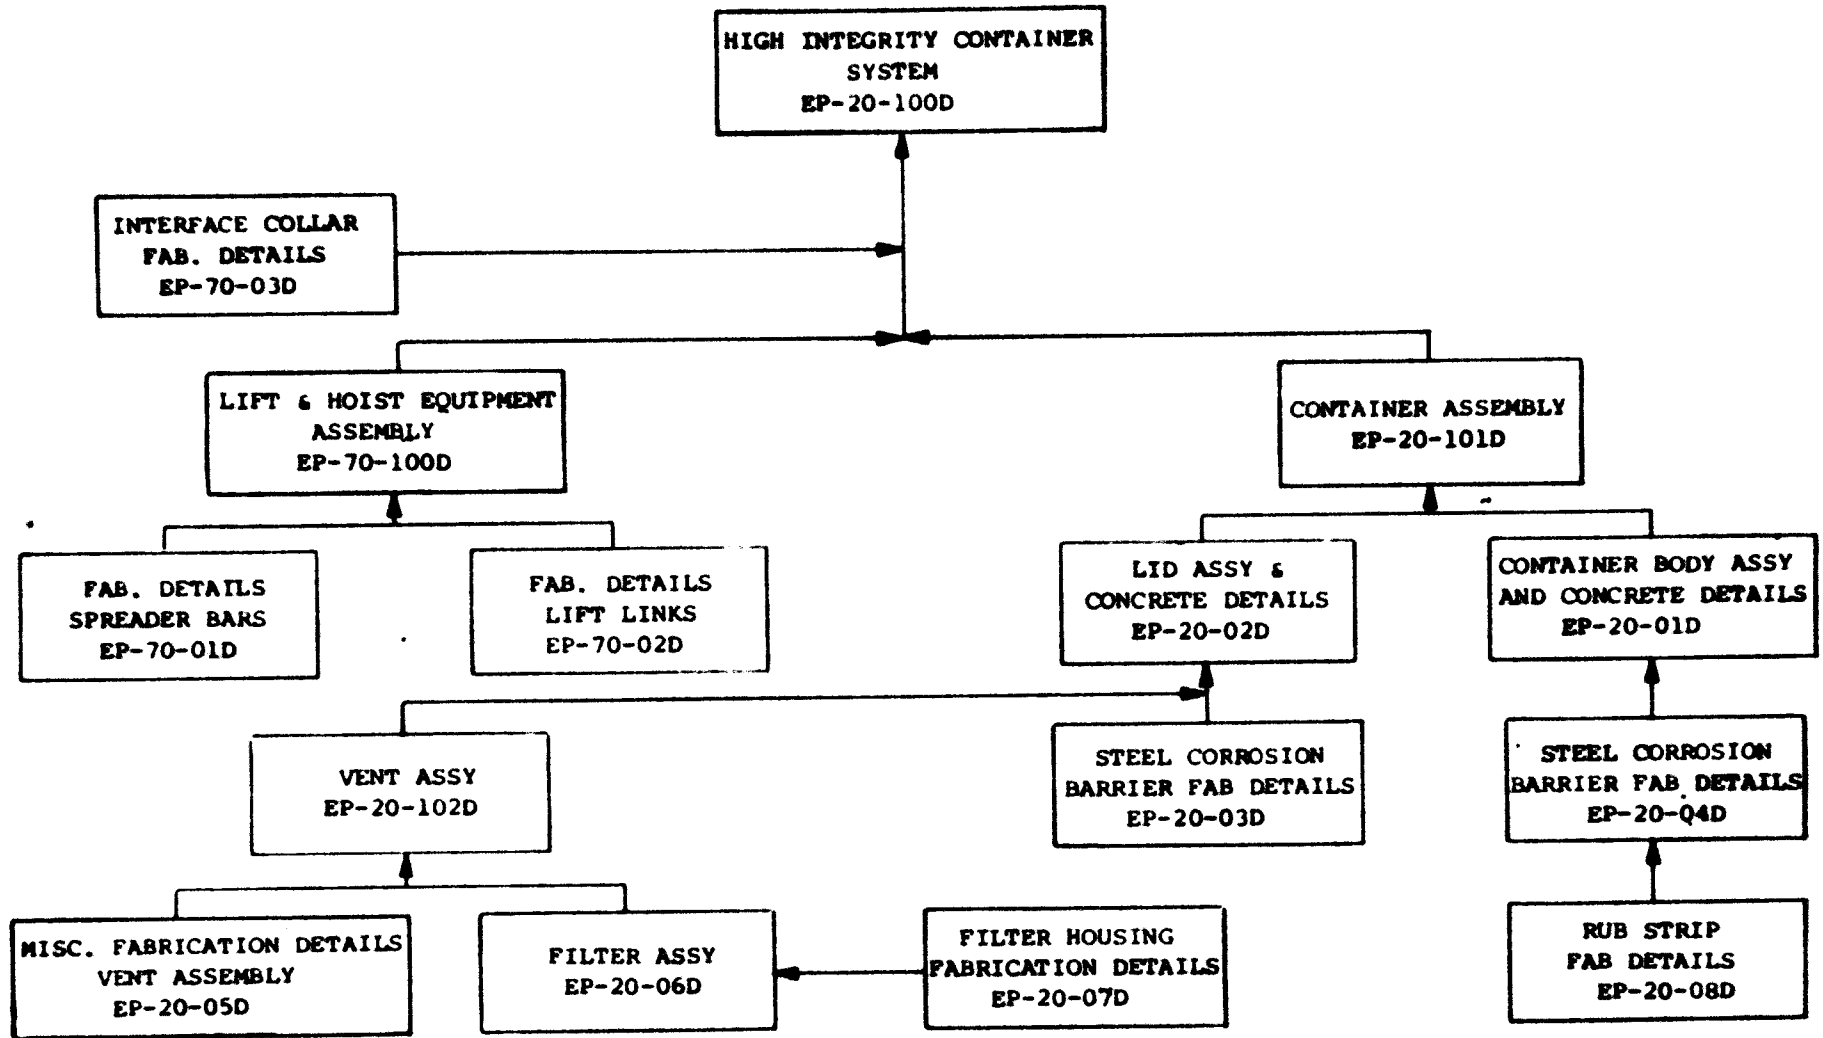 HIGH INTEGRITY CONTAINER
SYSTEM
EP-20-100D
INTERFACE COLLAR
FAB. DETAILS
EP-70-03D
LIFT & HOIST EQUIPMENT
ASSEMBLY
EP-70-100D
CONTAINER ASSEMBLY
EP-20-101D
FAB. DETAILS
SPREADER BARS
EP-70-01D
FAB. DETAILS
LIFT LINKS
EP-70-02D
LID ASSY &
CONCRETE DETAILS
EP-20-02D
CONTAINER BODY ASSY
AND CONCRETE DETAILS
EP-20-01D
VENT ASSY
EP-20-102D
STEEL CORROSION
BARRIER FAB DETAILS
EP-20-03D
STEEL CORROSION
BARRIER FAB DETAILS
EP-20-04D
MISC. FABRICATION DETAILS
VENT ASSEMBLY
EP-20-05D
FILTER ASSY
EP-20-06D
FILTER HOUSING
FABRICATION DETAILS
EP-20-07D
RUB STRIP
FAB DETAILS
EP-20-08D